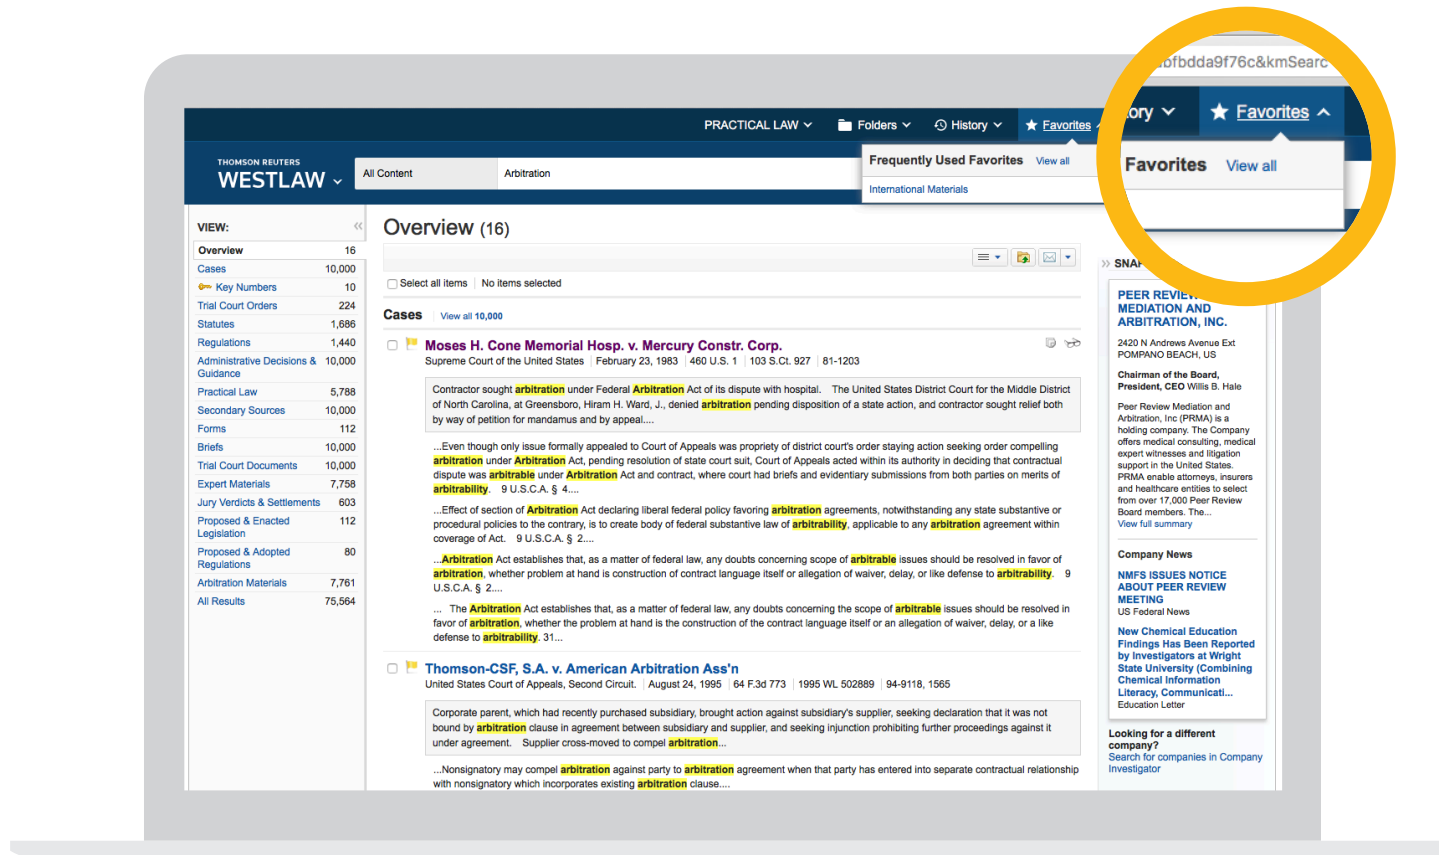 bfbdda9f76c&kmSearc
ory
Favorites
Favorites View all
PRACTICAL LAW Folders History Favorites
Frequently Used Favorites View all
International Materials
THOMSON REUTERS
WESTLAW
All Content Arbitration
VIEW:
Overview 16
Cases 10,000
Key Numbers 10
Trial Court Orders 224
Statutes 1,686
Regulations 1,440
Administrative Decisions & 10,000
Guidance
Practical Law 5,788
Secondary Sources 10,000
Forms 112
Briefs 10,000
Trial Court Documents 10,000
Expert Materials 7,758
Jury Verdicts & Settlements 603
Proposed & Enacted 112
Legislation
Proposed & Adopted 80
Regulations
Arbitration Materials 7,761
All Results 75,564
Overview (16)
Select all items No items selected
Cases View all 10,000
Moses H. Cone Memorial Hosp. v. Mercury Constr. Corp.
Supreme Court of the United States February 23, 1983 460 U.S. 1 103 S.Ct. 927 81-1203
Contractor sought arbitration under Federal Arbitration Act of its dispute with hospital. The United States District Court for the Middle District
of North Carolina, at Greensboro, Hiram H. Ward, J., denied arbitration pending disposition of a state action, and contractor sought relief both
by way of petition for mandamus and by appeal....
...Even though only issue formally appealed to Court of Appeals was propriety of district court's order staying action seeking order compelling
arbitration under Arbitration Act, pending resolution of state court suit, Court of Appeals acted within its authority in deciding that contractual
dispute was arbitrable under Arbitration Act and contract, where court had briefs and evidentiary submissions from both parties on merits of
arbitrability. 9 U.S.C.A. § 4....
...Effect of section of Arbitration Act declaring liberal federal policy favoring arbitration agreements, notwithstanding any state substantive or
procedural policies to the contrary, is to create body of federal substantive law of arbitrability, applicable to any arbitration agreement within
coverage of Act. 9 U.S.C.A. § 2....
...Arbitration Act establishes that, as a matter of federal law, any doubts concerning scope of arbitrable issues should be resolved in favor of
arbitration, whether problem at hand is construction of contract language itself or allegation of waiver, delay, or like defense to arbitrability. 9
U.S.C.A. § 2....
... The Arbitration Act establishes that, as a matter of federal law, any doubts concerning the scope of arbitrable issues should be resolved in
favor of arbitration, whether the problem at hand is the construction of the contract language itself or an allegation of waiver, delay, or a like
defense to arbitrability. 31...
Thomson-CSF, S.A. v. American Arbitration Ass'n
United States Court of Appeals, Second Circuit. August 24, 1995 64 F.3d 773 1995 WL 502889 94-9118, 1565
Corporate parent, which had recently purchased subsidiary, brought action against subsidiary's supplier, seeking declaration that it was not
bound by arbitration clause in agreement between subsidiary and supplier, and seeking injunction prohibiting further proceedings against it
under agreement. Supplier cross-moved to compel arbitration...
...Nonsignatory may compel arbitration against party to arbitration agreement when that party has entered into separate contractual relationship
with nonsignatory which incorporates existing arbitration clause....
SNA
PEER REVIEW
MEDIATION AND
ARBITRATION, INC.
2420 N Andrews Avenue Ext
POMPANO BEACH, US
Chairman of the Board,
President, CEO Willis B. Hale
Peer Review Mediation and
Arbitration, Inc (PRMA) is a
holding company. The Company
offers medical consulting, medical
expert witnesses and litigation
support in the United States.
PRMA enable attorneys, insurers
and healthcare entities to select
from over 17,000 Peer Review
Board members. The...
View full summary
Company News
NMFS ISSUES NOTICE
ABOUT PEER REVIEW
MEETING
US Federal News
New Chemical Education
Findings Has Been Reported
by Investigators at Wright
State University (Combining
Chemical Information
Literacy, Communicati...
Education Letter
Looking for a different
company?
Search for companies in Company
Investigator